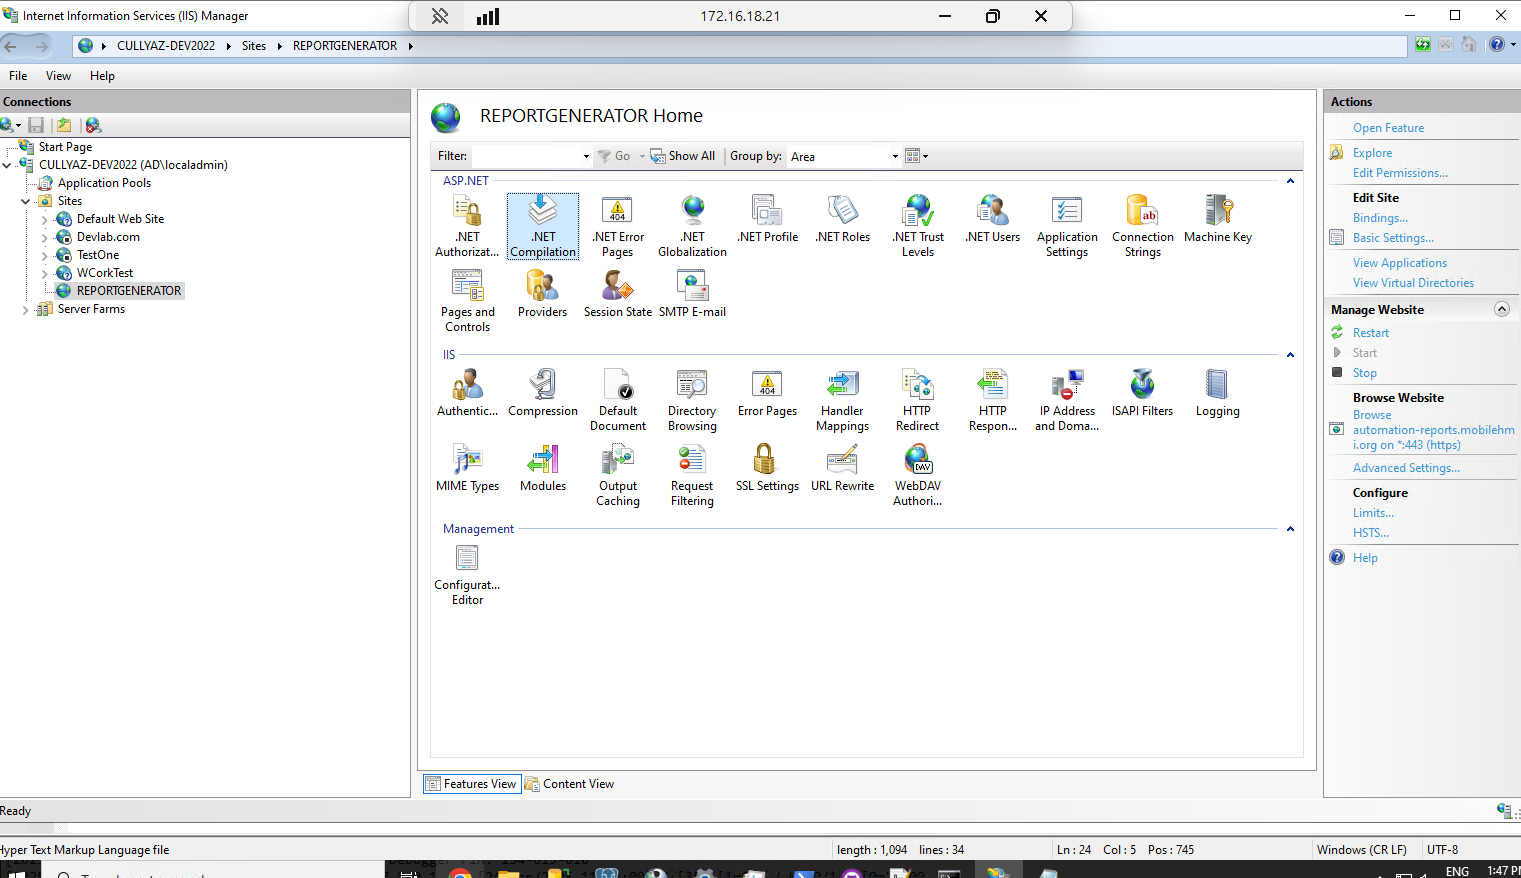 Internet Information Services (IIS) Manager
172.16.18.21
CULLYAZ-DEV2022
Sites
REPORTGENERATOR
File View Help
Connections
Start Page
CULLYAZ-DEV2022 (AD\localadmin)
Application Pools
Sites
Default Web Site
Devlab.com
TestOne
WCorkTest
REPORTGENERATOR
Server Farms
REPORTGENERATOR Home
Filter: Go Show All Group by: Area
ASP.NET
.NET Authorizat...
.NET Compilation
.NET Error Pages
.NET Globalization
.NET Profile
.NET Roles
.NET Trust Levels
.NET Users
Application Settings
Connection Strings
Machine Key
Pages and Controls
Providers
Session State
SMTP E-mail
IIS
Authentic...
Compression
Default Document
Directory Browsing
Error Pages
Handler Mappings
HTTP Redirect
HTTP Respon...
IP Address and Doma...
ISAPI Filters
Logging
MIME Types
Modules
Output Caching
Request Filtering
SSL Settings
URL Rewrite
WebDAV Authori...
Management
Configurat... Editor
Features View
Content View
Actions
Open Feature
Explore
Edit Permissions...
Edit Site
Bindings...
Basic Settings...
View Applications
View Virtual Directories
Manage Website
Restart
Start
Stop
Browse Website
Browse
automation-reports.mobilehm
i.org on *:443 (https)
Advanced Settings...
Configure
Limits...
HSTS...
Help
Ready
Hyper Text Markup Language file
length : 1,094 lines : 34
Ln : 24 Col : 5 Pos : 745
Windows (CR LF)
UTF-8
ENG
1:47 P